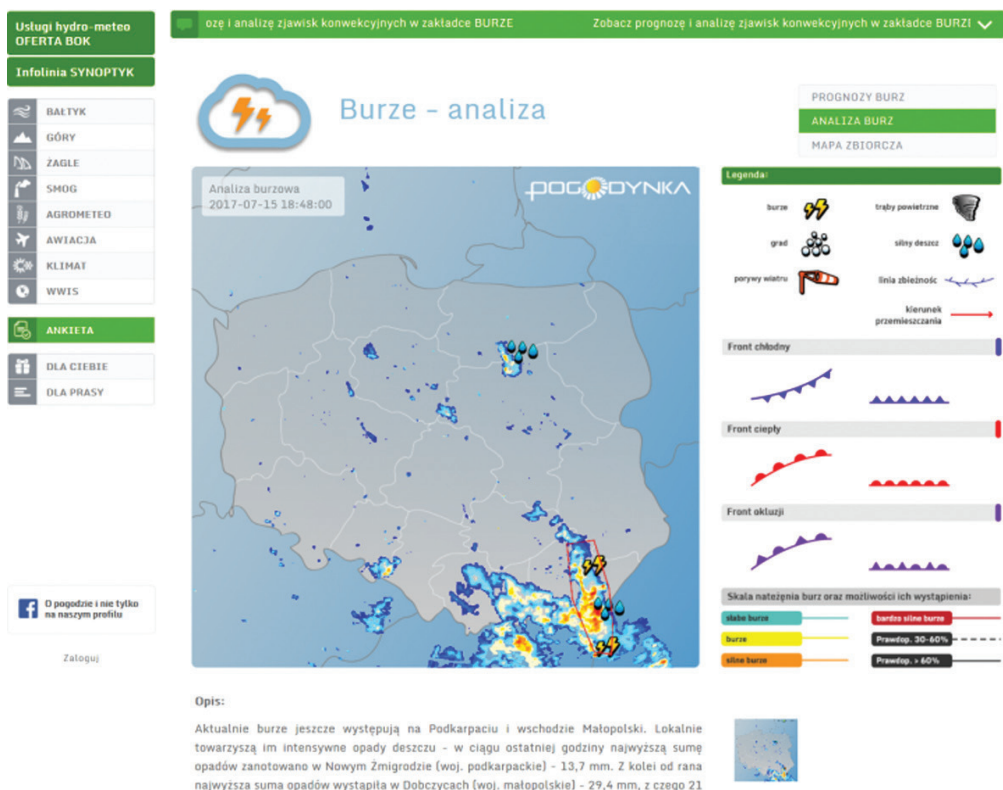 Usługi hydro-meteo
OFERTA BOK
Infolinia SYNOPTYK
BAŁTYK
GÓRY
ŻAGLE
SMOG
AGROMETEO
AWIACJA
KLIMAT
WWIS
ANKIETA
DLA CIEBIE
DLA PRASY
O pogodzie i nie tylko
na naszym profilu
Zaloguj
ozę i analizę zjawisk konwekcyjnych w zakładce BURZE Zobacz prognozę i analizę zjawisk konwekcyjnych w zakładce BURZI
Burze - analiza
PROGNOZY BURZ
ANALIZA BURZ
MAPA ZBIORCZA
Analiza burzowa
2017-07-15 18:48:00
POGODYNKA
Legenda:
burze
trąby powietrzne
grad
silny deszcz
porywy wiatru
linia zbieżnośc
kierunek
przemieszczania
Front chłodny
Front ciepły
Front okluzji
Skala natężenia burz oraz możliwości ich wystąpienia:
słabe burze
bardzo silne burze
burze
Prawdop. 30-60%
silne burze
Prawdop. > 60%
Opis:
Aktualnie burze jeszcze występują na Podkarpaciu i wschodzie Małopolski. Lokalnie
towarzyszą im intensywne opady deszczu - w ciągu ostatniej godziny najwyższą sumę
opadów zanotowano w Nowym Żmigrodzie (woj. podkarpackie) - 13,7 mm. Z kolei od rana
najwyższa suma opadów wystąpiła w Dobczycach (woj. małopolskie) - 29,4 mm, z czego 21